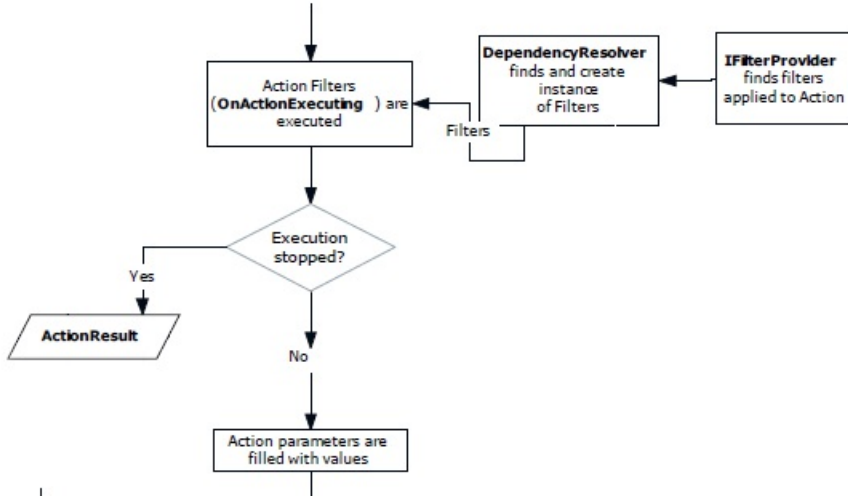 Action Filters
(OnActionExecuting ) are
executed
DependencyResolver
finds and create
instance
of Filters
IFilterProvider
finds filters
applied to Action
Filters
Execution
stopped?
Yes
ActionResult
No
Action parameters are
filled with values